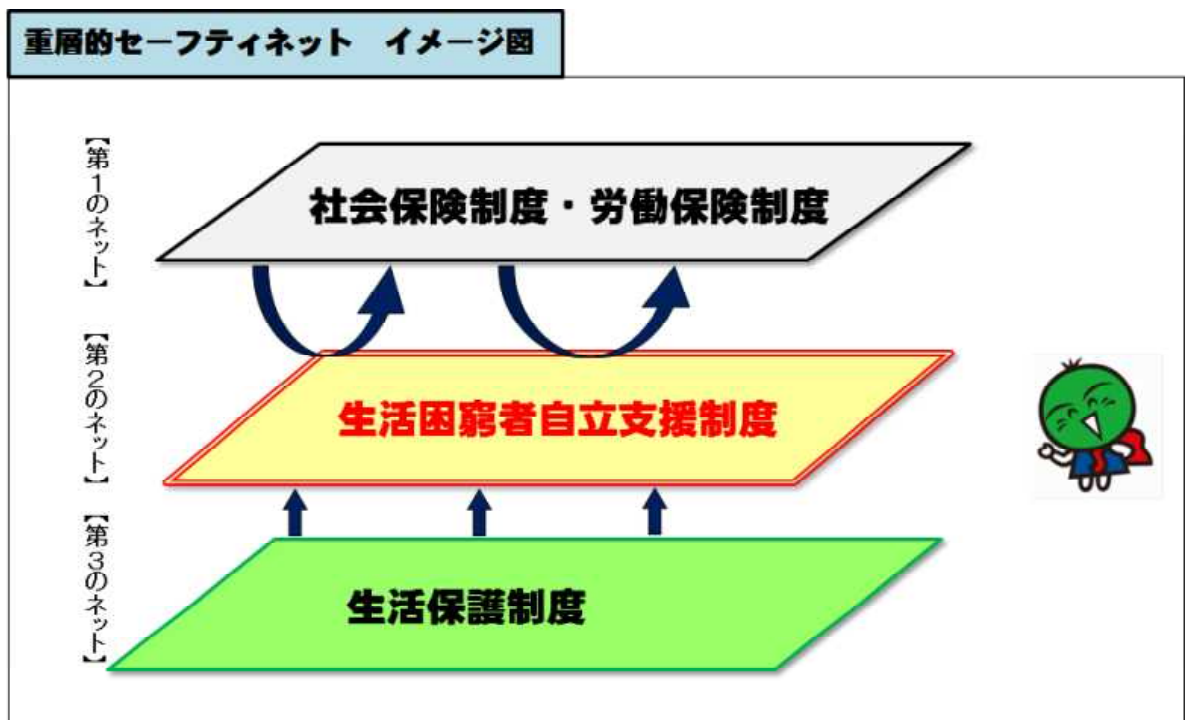 重層的セーフティネット　イメージ図
【第1のネット】
社会保険制度・労働保険制度
【第2のネット】
生活困窮者自立支援制度
【第3のネット】
生活保護制度